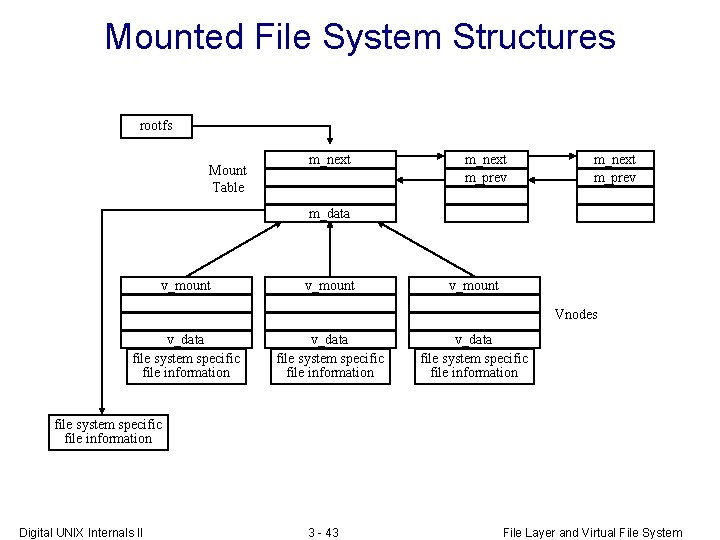 Mounted File System Structures
rootfs
Mount
Table
m_next
m_next
m_prev
m_next
m_prev
m_data
v_mount
v_mount
v_mount
Vnodes
v_data
file system specific
file information
v_data
file system specific
file information
v_data
file system specific
file information
file system specific
file information
Digital UNIX Internals II
3 - 43
File Layer and Virtual File System